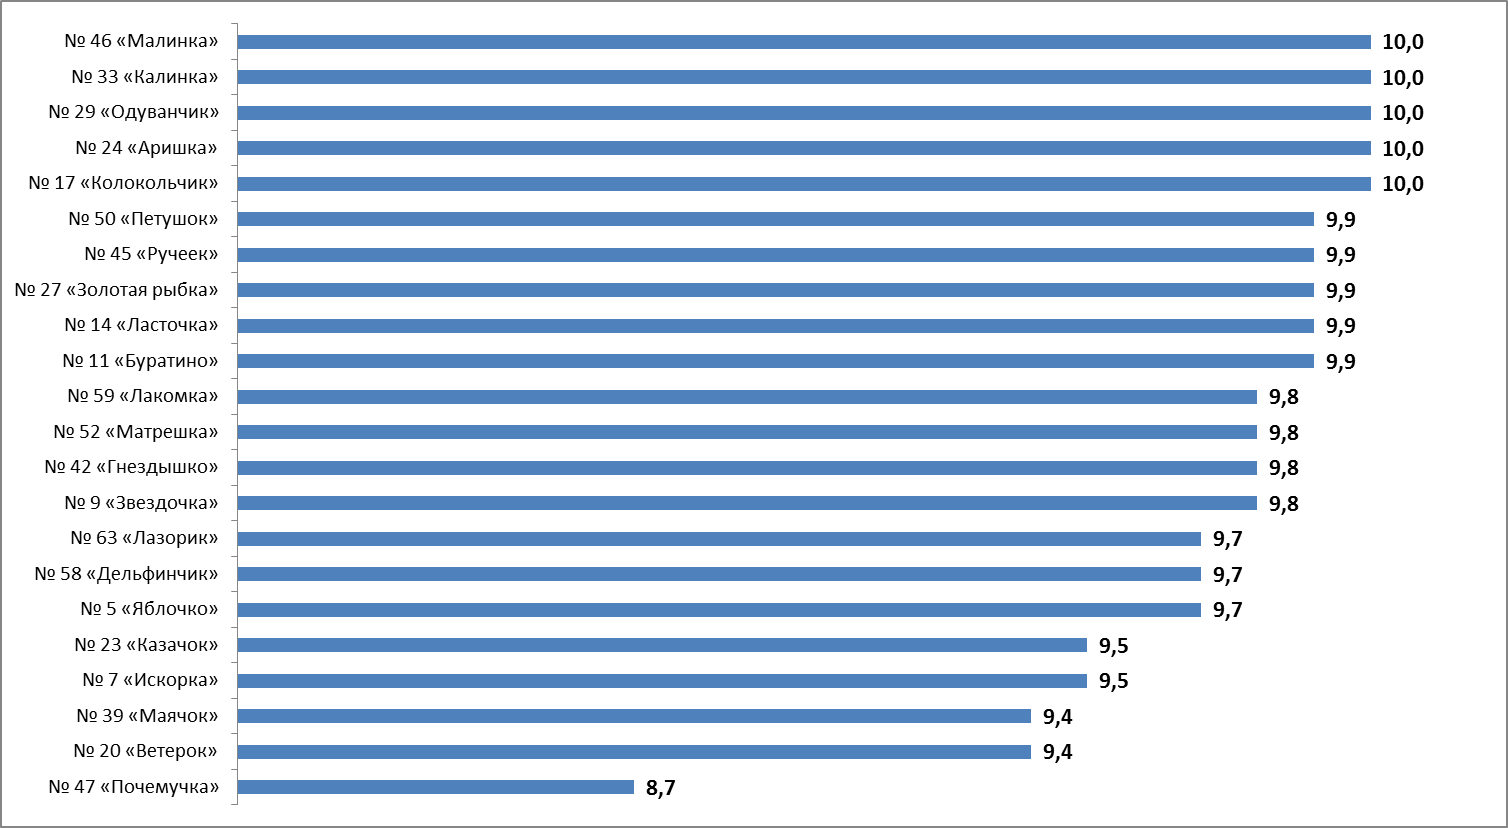 № 46 «Малинка» 10,0
№ 33 «Калинка» 10,0
№ 29 «Одуванчик» 10,0
№ 24 «Аришка» 10,0
№ 17 «Колокольчик» 10,0
№ 50 «Петушок» 9,9
№ 45 «Ручеек» 9,9
№ 27 «Золотая рыбка» 9,9
№ 14 «Ласточка» 9,9
№ 11 «Буратино» 9,9
№ 59 «Лакомка» 9,8
№ 52 «Матрешка» 9,8
№ 42 «Гнездышко» 9,8
№ 9 «Звездочка» 9,8
№ 63 «Лазорик» 9,7
№ 58 «Дельфинчик» 9,7
№ 5 «Яблочко» 9,7
№ 23 «Казачок» 9,5
№ 7 «Искорка» 9,5
№ 39 «Маячок» 9,4
№ 20 «Ветерок» 9,4
№ 47 «Почемучка» 8,7